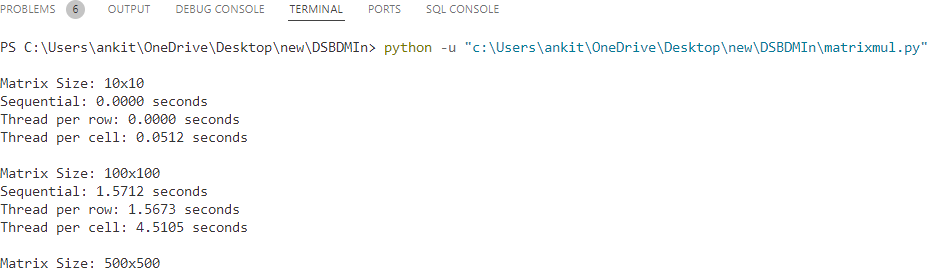 PROBLEMS 6 OUTPUT DEBUG CONSOLE TERMINAL PORTS SQL CONSOLE
PS C:\Users\ankit\OneDrive\Desktop\new\DSBDMIn> python -u "c:\Users\ankit\OneDrive\Desktop\new\DSBDMIn\matrixmul.py"
Matrix Size: 10x10
Sequential: 0.0000 seconds
Thread per row: 0.0000 seconds
Thread per cell: 0.0512 seconds
Matrix Size: 100x100
Sequential: 1.5712 seconds
Thread per row: 1.5673 seconds
Thread per cell: 4.5105 seconds
Matrix Size: 500x500